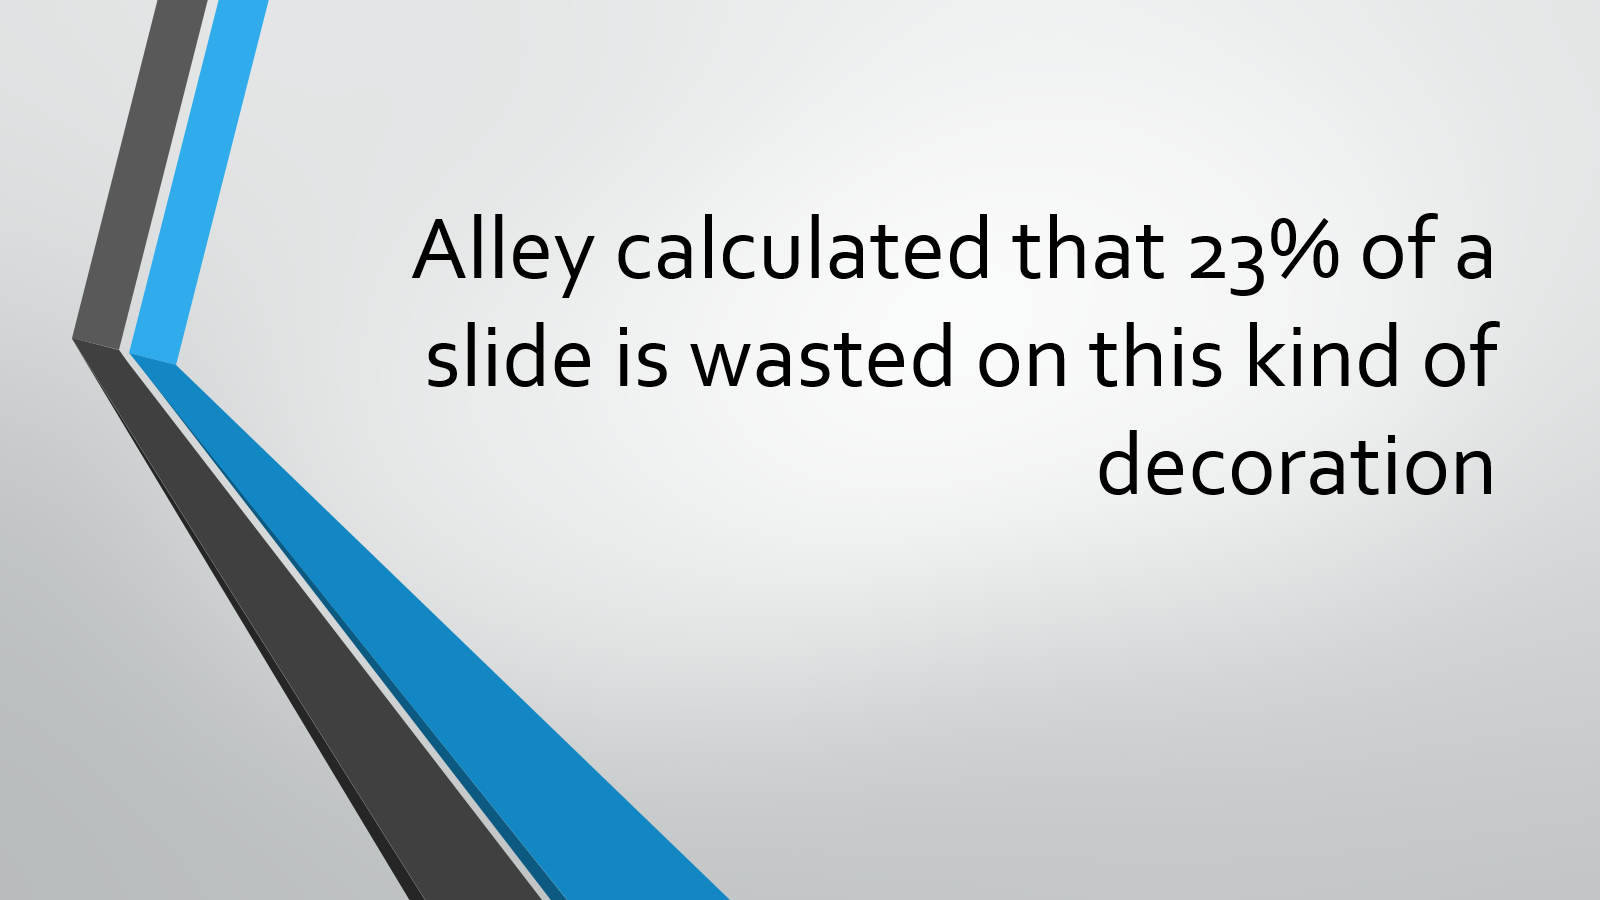 Alley calculated that 23% of a
slide is wasted on this kind of
decoration